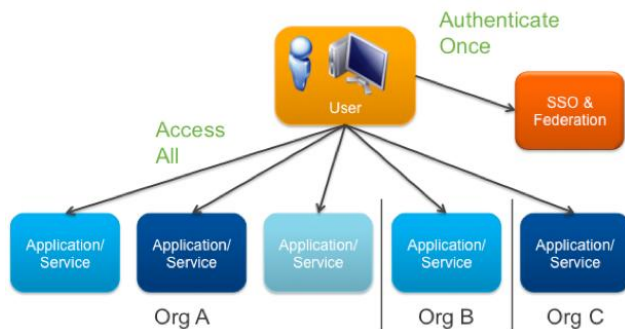 Authenticate
Once
User
SSO &
Federation
Access
All
Application/
Service
Application/
Service
Application/
Service
Application/
Service
Application/
Service
Org A
Org B
Org C